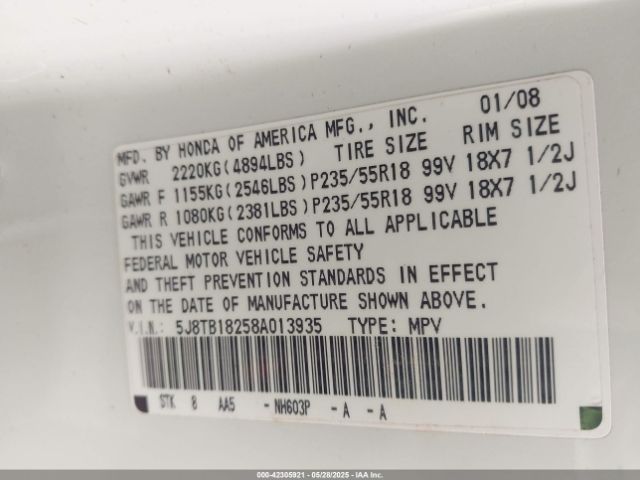 MFD. BY HONDA OF AMERICA MFG., INC. 01/08
GVWR 2220KG(4894LBS) TIRE SIZE RIM SIZE
GAWR F 1155KG(2546LBS)P235/55R18 99V 18X7 1/2J
GAWR R 1080KG(2381LBS)P235/55R18 99V 18X7 1/2J
THIS VEHICLE CONFORMS TO ALL APPLICABLE
FEDERAL MOTOR VEHICLE SAFETY
AND THEFT PREVENTION STANDARDS IN EFFECT
ON THE DATE OF MANUFACTURE SHOWN ABOVE.
V.I.N.: 5J8TB18258A013935 TYPE: MPV
STK 8 AA5 -NH603P -A -A
000-42305921 - 05/28/2025 - IAA Inc.